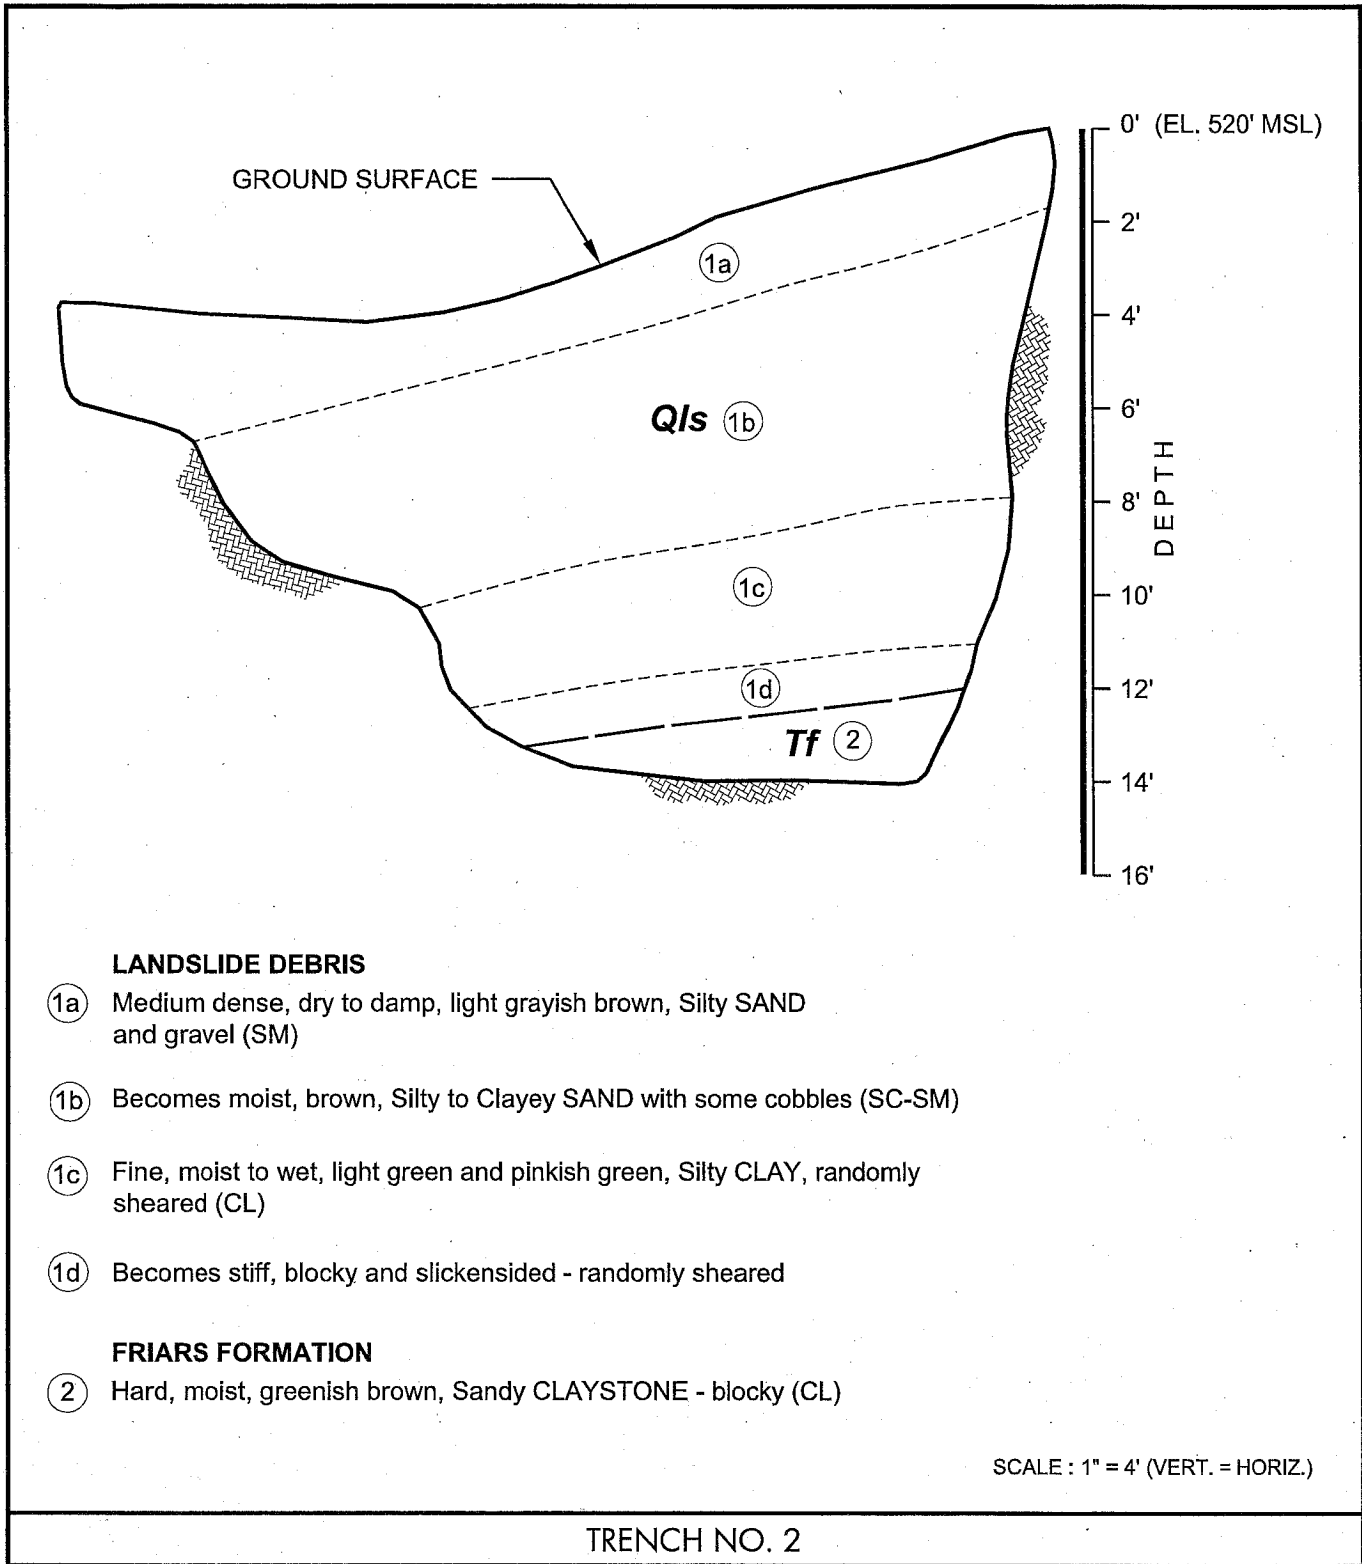 0' (EL. 520' MSL)
GROUND SURFACE
2'
1a
4'
6'
Qls 1b
DEPTH
8'
1c
10'
1d
12'
Tf 2
14'
16'
LANDSLIDE DEBRIS
1a Medium dense, dry to damp, light grayish brown, Silty SAND
and gravel (SM)
1b Becomes moist, brown, Silty to Clayey SAND with some cobbles (SC-SM)
1c Fine, moist to wet, light green and pinkish green, Silty CLAY, randomly
sheared (CL)
1d Becomes stiff, blocky and slickensided - randomly sheared
FRIARS FORMATION
2 Hard, moist, greenish brown, Sandy CLAYSTONE - blocky (CL)
SCALE : 1" = 4' (VERT. = HORIZ.)
TRENCH NO. 2